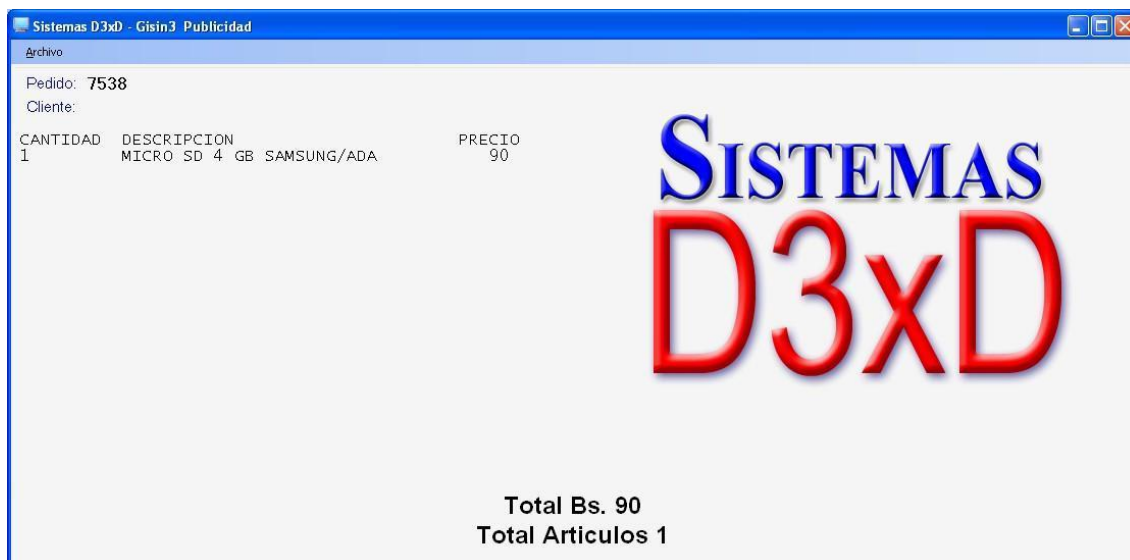 Sistemas D3xD - Gisin3 Publicidad
Archivo
Pedido: 7538
Cliente:
CANTIDAD DESCRIPCION PRECIO
1 MICRO SD 4 GB SAMSUNG/ADA 90
SISTEMAS
D3xD
Total Bs. 90
Total Articulos 1